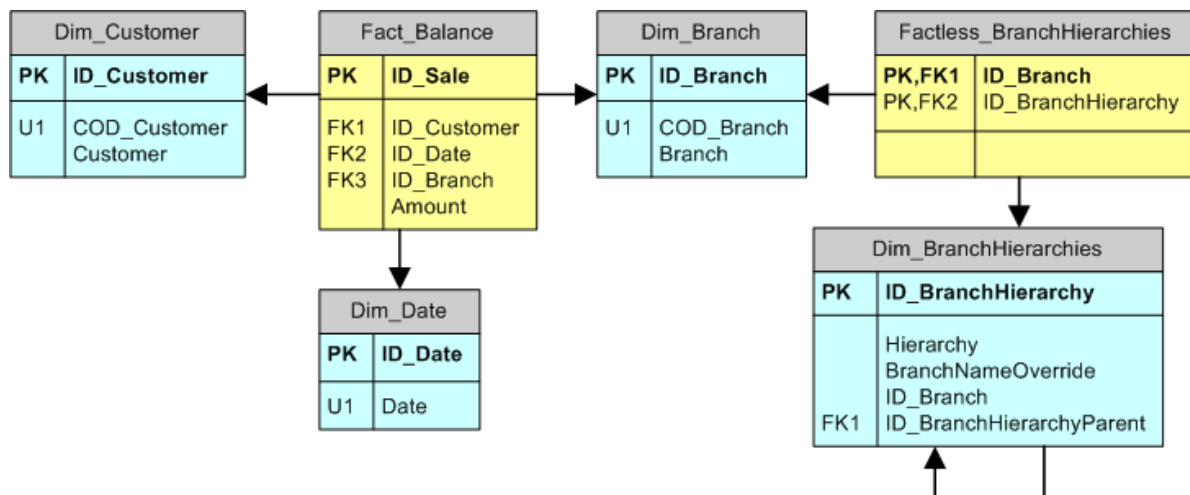 Dim_Customer
PK ID_Customer
U1 COD_Customer
Customer
Fact_Balance
PK ID_Sale
FK1 ID_Customer
FK2 ID_Date
FK3 ID_Branch
Amount
Dim_Branch
PK ID_Branch
U1 COD_Branch
Branch
Factless_BranchHierarchies
PK,FK1 ID_Branch
PK,FK2 ID_BranchHierarchy
Dim_Date
PK ID_Date
U1 Date
Dim_BranchHierarchies
PK ID_BranchHierarchy
Hierarchy
BranchNameOverride
ID_Branch
FK1 ID_BranchHierarchyParent